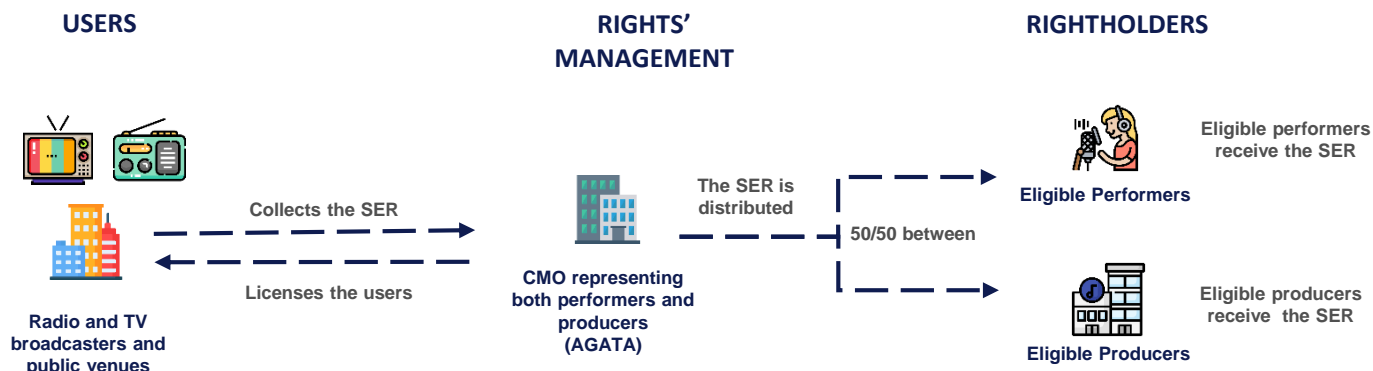 USERS
RIGHTS'
MANAGEMENT
RIGHTHOLDERS
Collects the SER
Licenses the users
Radio and TV
broadcasters and
public venues
CMO representing
both performers and
producers
(AGATA)
The SER is
distributed
50/50 between
Eligible Performers
Eligible performers
receive the SER
Eligible Producers
Eligible producers
receive the SER